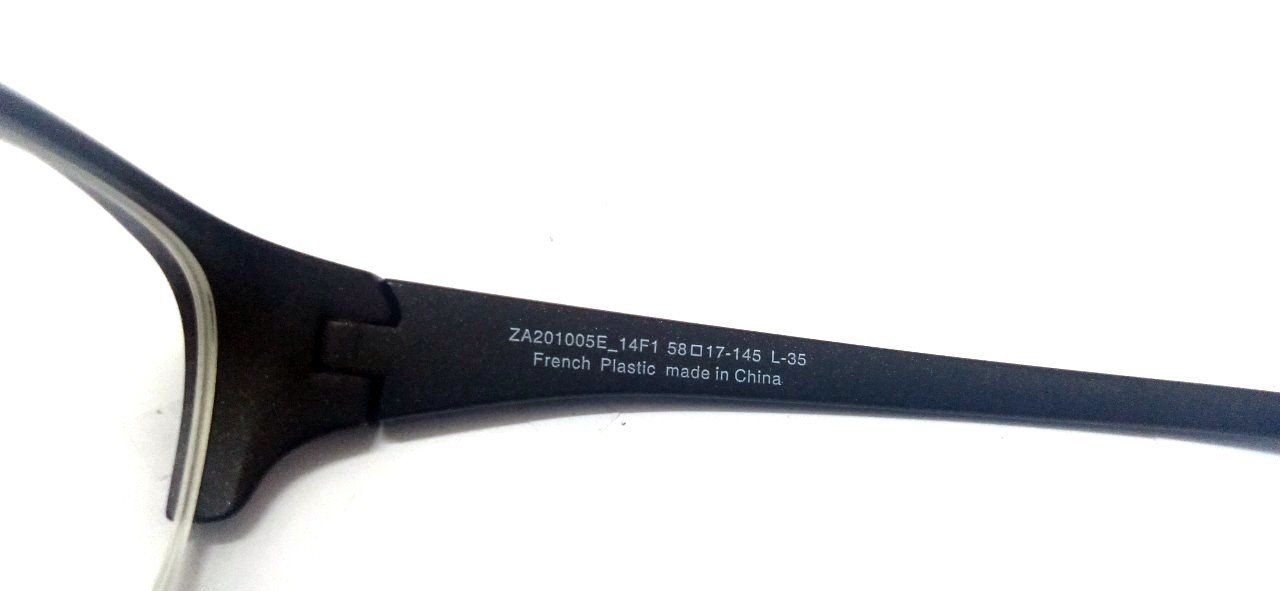 ZA201005E_14F1 58□17-145 L-35
French Plastic made in China